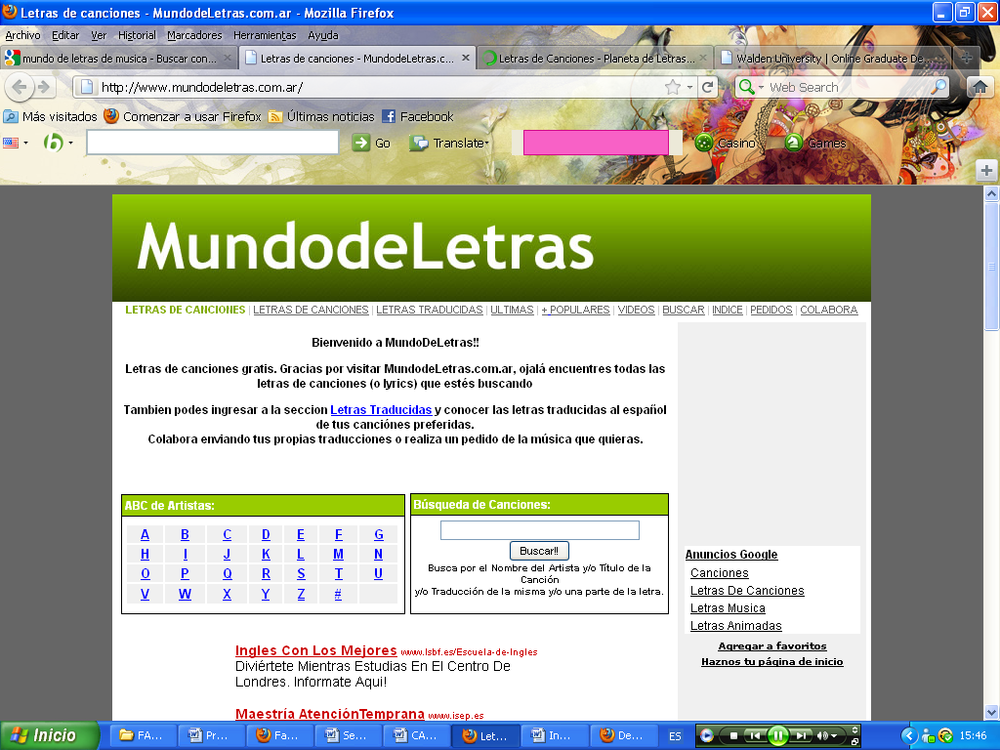 Letras de canciones - MundodeLetras.com.ar - Mozilla Firefox
Archivo Editar Ver Historial Marcadores Herramientas Ayuda
mundo de letras de musica - Buscar con...
Letras de canciones - MundodeLetras.c...
Letras de Canciones - Planeta de Letras...
Walden University | Online Graduate De...
http://www.mundodeletras.com.ar/
Web Search
Más visitados Comenzar a usar Firefox Últimas noticias Facebook
Go Translate Casino Games
MundodeLetras
LETRAS DE CANCIONES | LETRAS DE CANCIONES | LETRAS TRADUCIDAS | ULTIMAS | + POPULARES | VIDEOS | BUSCAR | INDICE | PEDIDOS | COLABORA
Bienvenido a MundoDeLetras!!
Letras de canciones gratis. Gracias por visitar MundodeLetras.com.ar, ojalá encuentres todas las
letras de canciones (o lyrics) que estés buscando
Tambien podes ingresar a la seccion Letras Traducidas y conocer las letras traducidas al español
de tus canciónes preferidas.
Colabora enviando tus propias traducciones o realiza un pedido de la música que quieras.
ABC de Artistas:
A B C D E F G
H I J K L M N
O P Q R S T U
V W X Y Z #
Búsqueda de Canciones:
Buscar!!
Busca por el Nombre del Artista y/o Título de la
Canción
y/o Traducción de la misma y/o una parte de la letra.
Anuncios Google
Canciones
Letras De Canciones
Letras Musica
Letras Animadas
Agregar a favoritos
Haznos tu página de inicio
Ingles Con Los Mejores www.lsbf.es/Escuela-de-Ingles
Diviértete Mientras Estudias En El Centro De
Londres. Informate Aqui!
Maestría AtenciónTemprana www.isep.es
Inicio FA... Pr... Fa... Se... CA... Let... In... De... ES 15:46